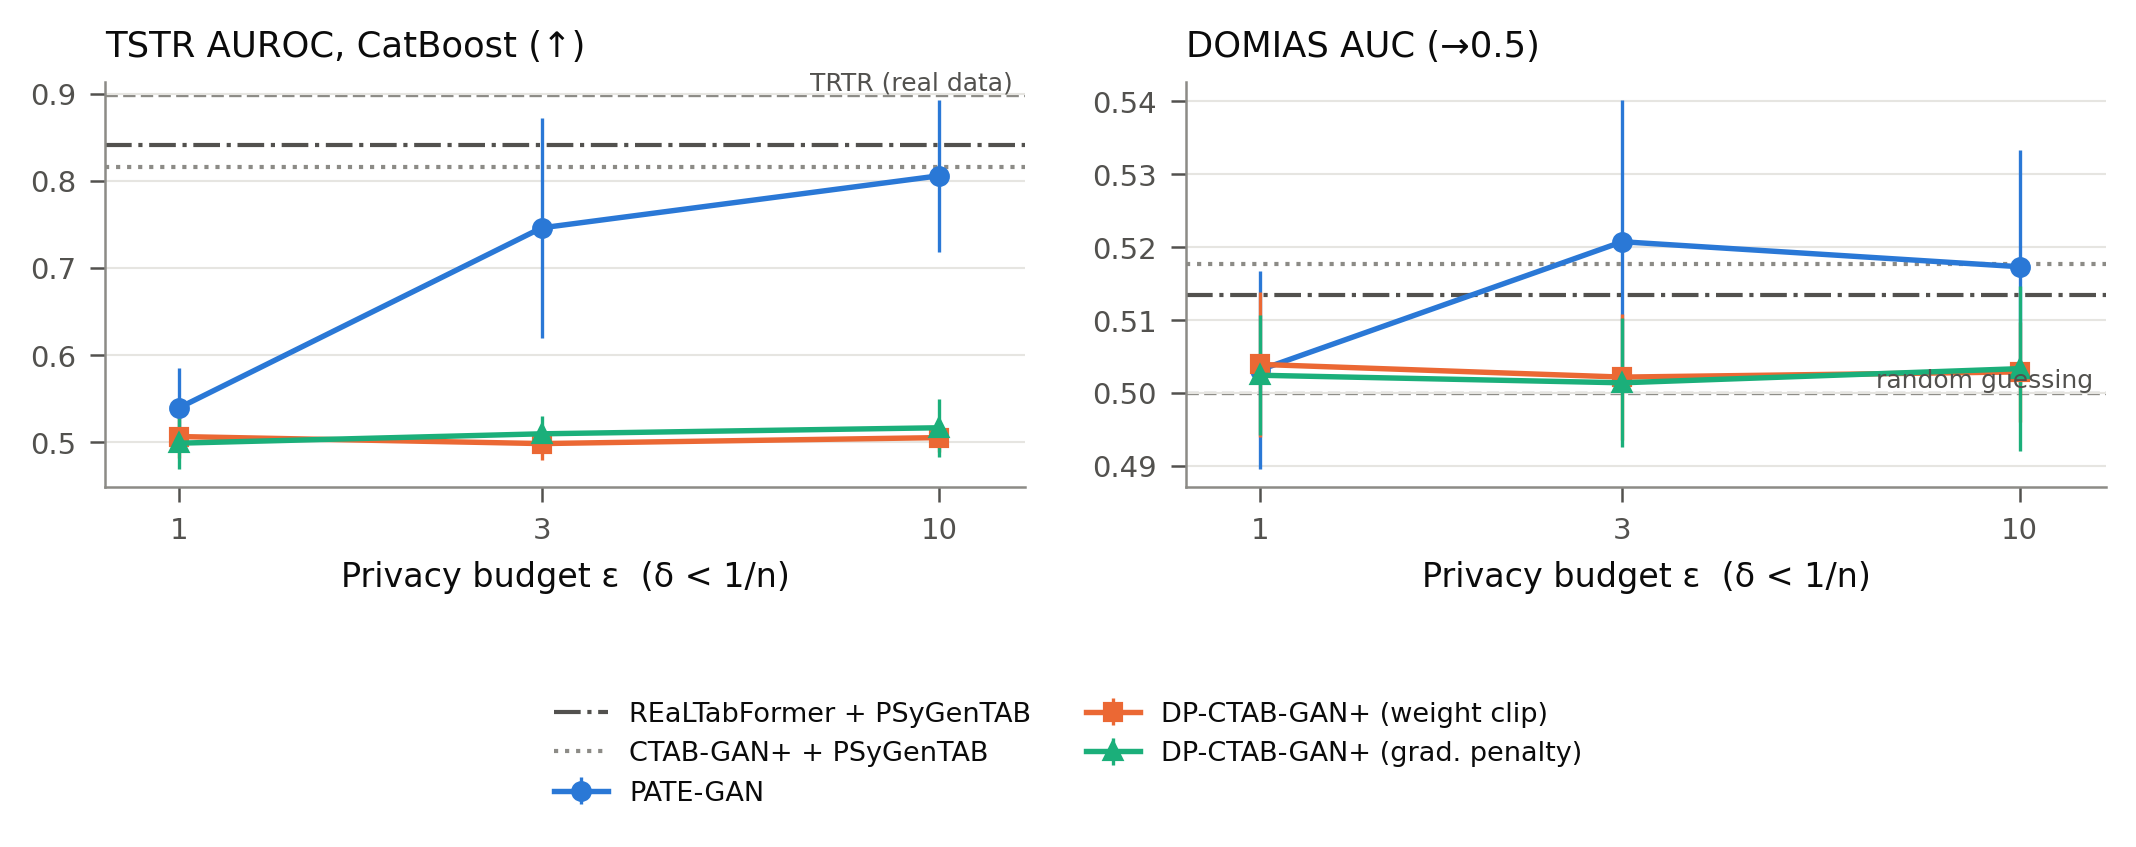 TSTR AUROC, CatBoost (↑)
TRTR (real data)
0.9
0.8
0.7
0.6
0.5
1
3
10
Privacy budget ε (δ < 1/n)
DOMIAS AUC (→0.5)
0.54
0.53
0.52
0.51
0.50
0.49
random guessing
1
3
10
Privacy budget ε (δ < 1/n)
REaLTabFormer + PSyGenTAB
CTAB-GAN+ + PSyGenTAB
PATE-GAN
DP-CTAB-GAN+ (weight clip)
DP-CTAB-GAN+ (grad. penalty)